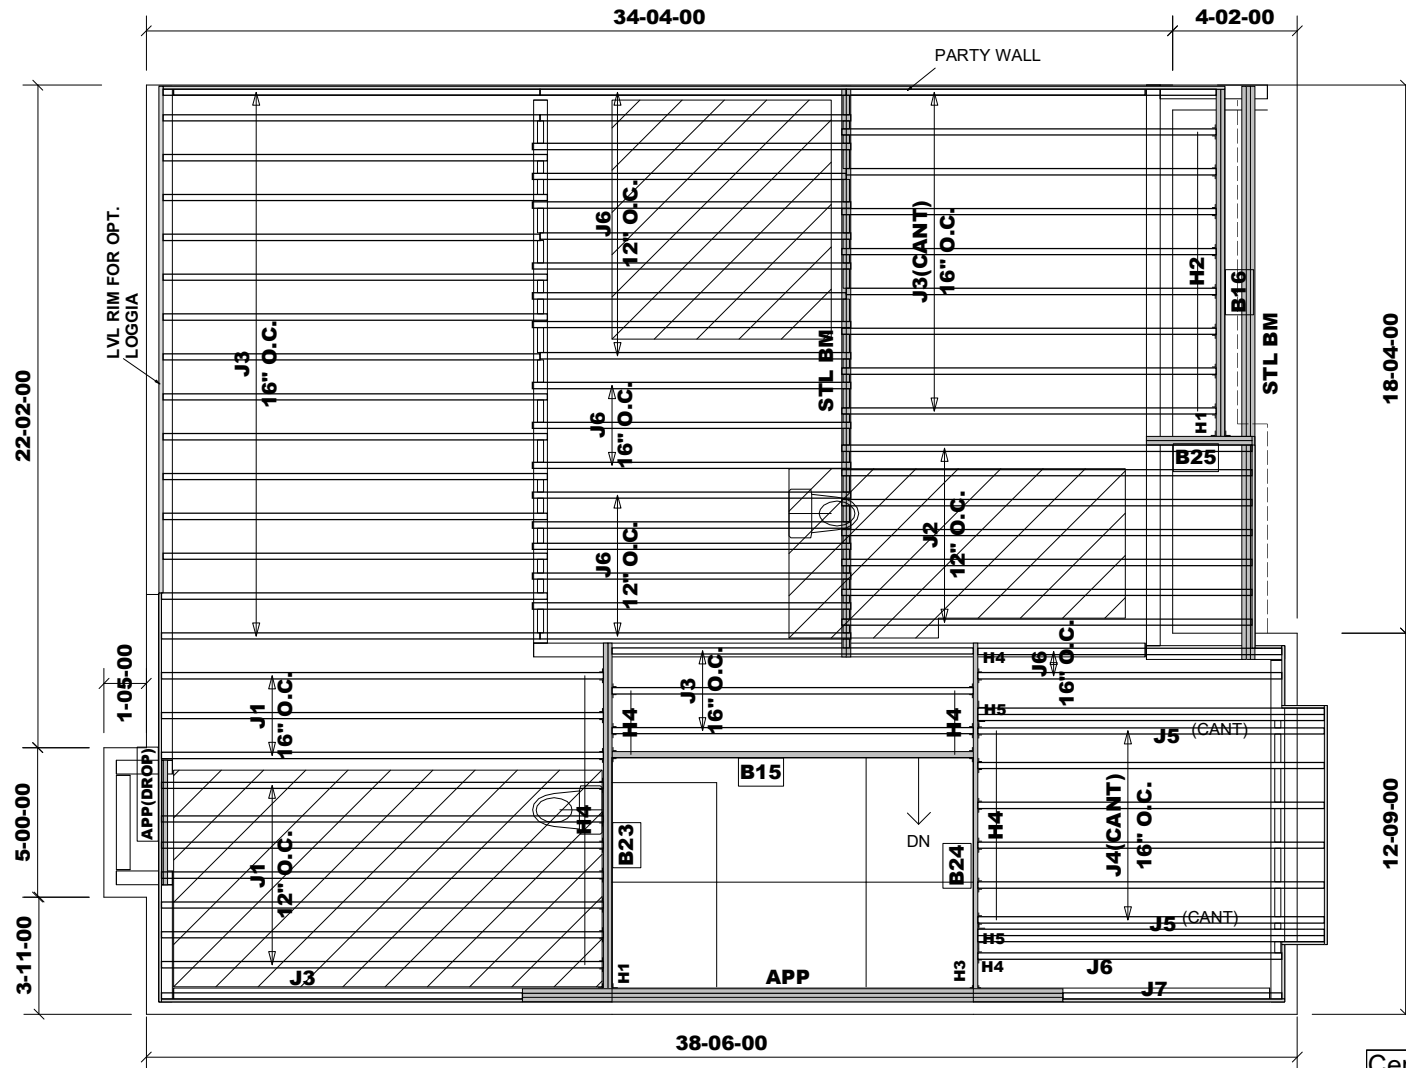 34-04-00
4-02-00
PARTY WALL
LVL RIM FOR OPT.
LOGGIA
22-02-00
18-04-00
J3
16" O.C.
J6
12" O.C.
J6
16" O.C.
J6
12" O.C.
STL BM
J3(CANT)
16" O.C.
H2
B16
STL BM
H1
B25
J2
12" O.C.
1-05-00
J1
16" O.C.
J3
16" O.C.
H4
H4
H4
J6
16" O.C.
H5
J5 (CANT)
B15
APP(DROP)
5-00-00
J1
12" O.C.
H4
B23
DN
B24
H4
J4(CANT)
16" O.C.
12-09-00
J5 (CANT)
H5
3-11-00
J3
H1
APP
H3
H4
J6
J7
38-06-00